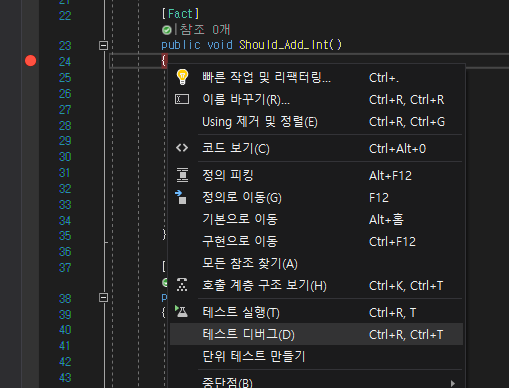 21
22 [Fact]
|참조 0개
23 public void Should_Add_Int()
24 {
25 빠른 작업 및 리팩터링... Ctrl+.
26 이름 바꾸기(R)... Ctrl+R, Ctrl+R
27 Using 제거 및 정렬(E) Ctrl+R, Ctrl+G
28
29 코드 보기(C) Ctrl+Alt+0
30
31 정의 피킹 Alt+F12
32 정의로 이동(G) F12
33 기본으로 이동 Alt+홈
34 구현으로 이동 Ctrl+F12
35 } 모든 참조 찾기(A)
36 호출 계층 구조 보기(H) Ctrl+K, Ctrl+T
37 [
38 p 테스트 실행(T) Ctrl+R, T
39 {
40 테스트 디버그(D) Ctrl+R, Ctrl+T
41 단위 테스트 만들기
42
43 중단점(B)